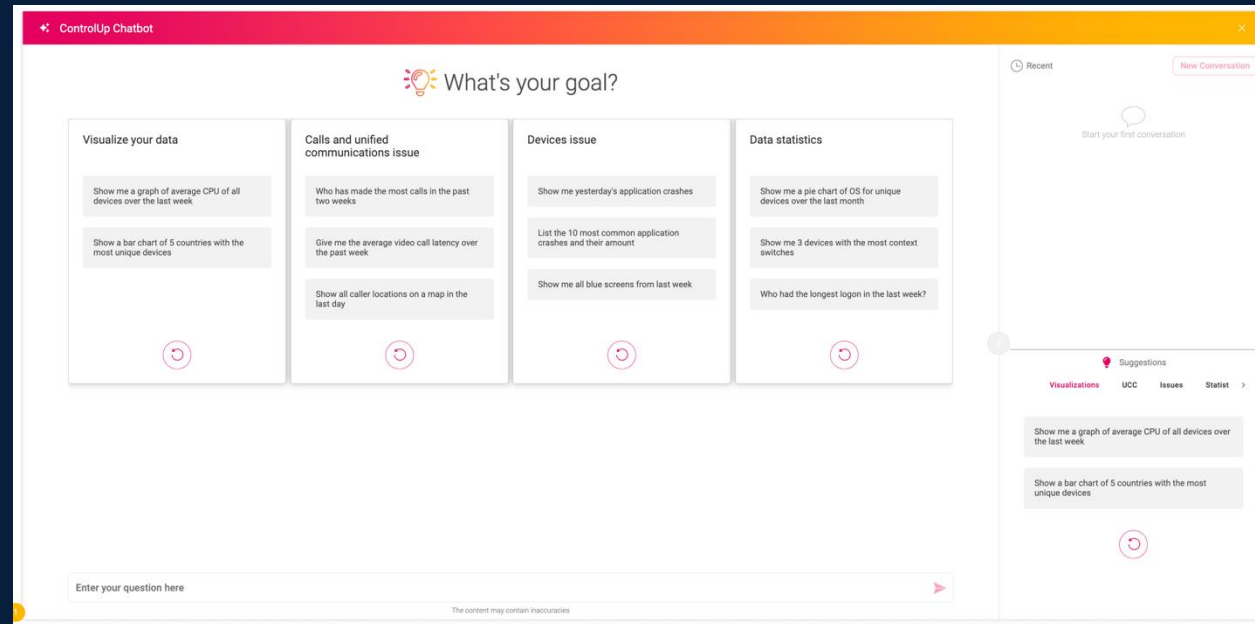 ControlUp Chatbot
What's your goal?
Visualize your data
Show me a graph of average CPU of all
devices over the last week
Show a bar chart of 5 countries with the
most unique devices
Calls and unified
communications issue
Who has made the most calls in the past
two weeks
Give me the average video call latency over
the past week
Show all caller locations on a map in the
last day
Devices issue
Show me yesterday's application crashes
List the 10 most common application
crashes and their amount
Show me all blue screens from last week
Data statistics
Show me a pie chart of OS for unique
devices over the last month
Show me 3 devices with the most context
switches
Who had the longest logon in the last week?
Enter your question here
The content may contain inaccuracies
Recent
New Conversation
Start your first conversation
Suggestions
Visualizations UCC Issues Statist
Show me a graph of average CPU of all devices over
the last week
Show a bar chart of 5 countries with the most
unique devices